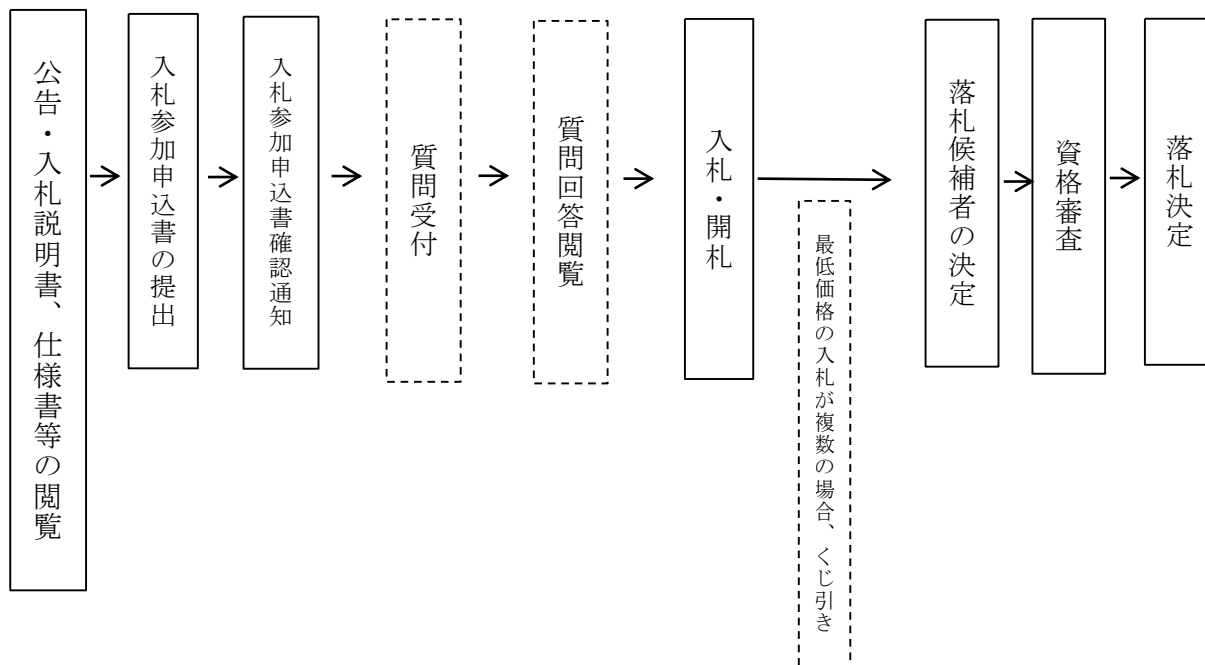 公告・入札説明書、仕様書等の閲覧
入札参加申込書の提出
入札参加申込書確認通知
質問受付
質問回答閲覧
入札・開札
最低価格の入札が複数の場合、くじ引き
落札候補者の決定
資格審査
落札決定